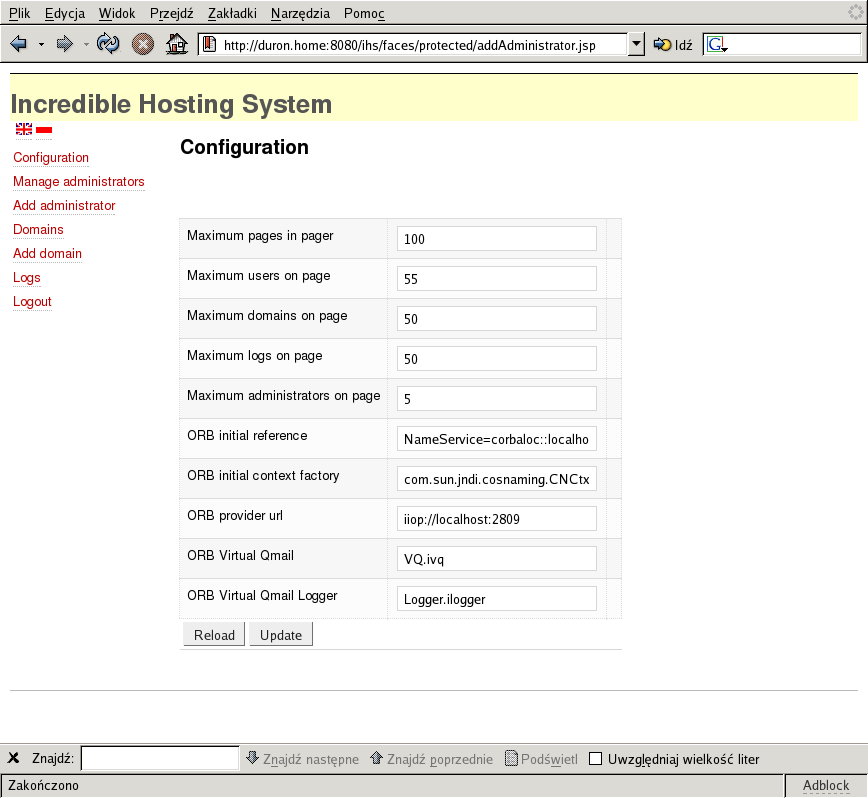 Plik Edycja Widok Przejdź Zakładki Narzędzia Pomoc
http://duron.home:8080/ihs/faces/protected/addAdministrator.jsp Idź G
Incredible Hosting System
Configuration
Configuration
Manage administrators
Add administrator
Domains
Add domain
Logs
Logout
Maximum pages in pager 100
Maximum users on page 55
Maximum domains on page 50
Maximum logs on page 50
Maximum administrators on page 5
ORB initial reference NameService=corbaloc::localho
ORB initial context factory com.sun.jndi.cosnaming.CNCtx
ORB provider url iiop://localhost:2809
ORB Virtual Qmail VQ.ivq
ORB Virtual Qmail Logger Logger.ilogger
Reload Update
Znajdź: Znajdź następne Znajdź poprzednie Podświetl Uwzględniaj wielkość liter
Zakończono Adblock